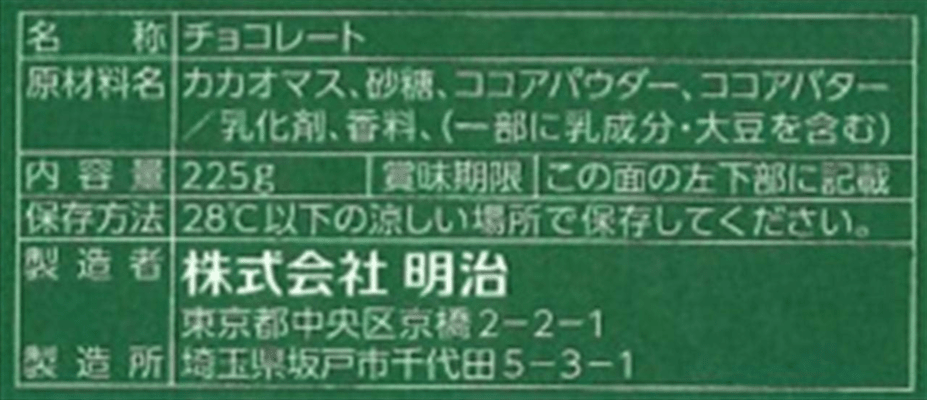 名称 チョコレート
原材料名 カカオマス、砂糖、ココアパウダー、ココアバター
／乳化剤、香料、（一部に乳成分・大豆を含む）
内容量 225g 賞味期限 この面の左下部に記載
保存方法 28℃以下の涼しい場所で保存してください。
製造者 株式会社 明治
東京都中央区京橋2−2−1
製造所 埼玉県坂戸市千代田5−3−1